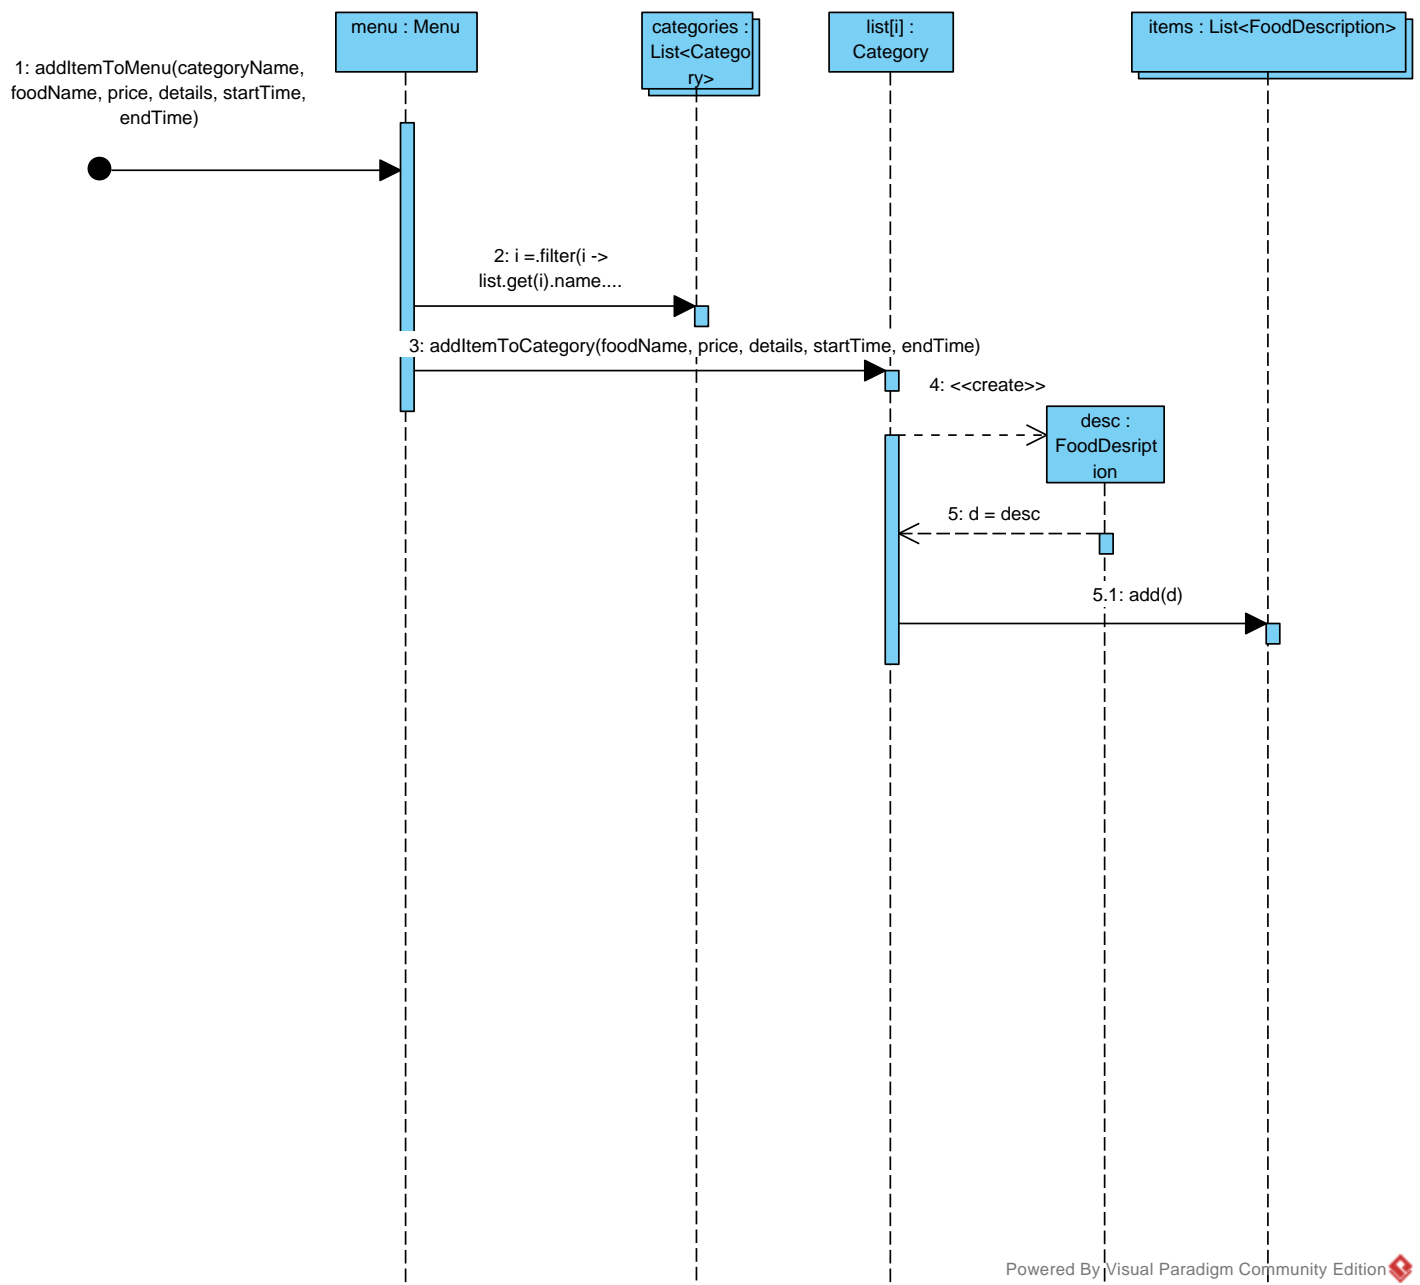 menu : Menu
categories :
List<Catego
ry>
list[i] :
Category
items : List<FoodDescription>
1: addItemToMenu(categoryName,
foodName, price, details, startTime,
endTime)
2: i =.filter(i ->
list.get(i).name....
3: addItemToCategory(foodName, price, details, startTime, endTime)
4: <<create>>
desc :
FoodDesript
ion
5: d = desc
5.1: add(d)
Powered By Visual Paradigm Community Edition